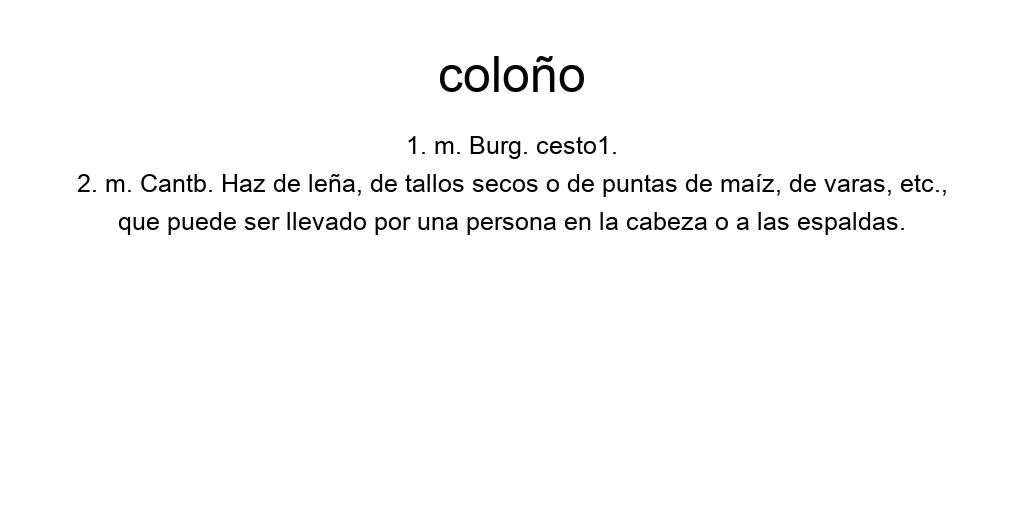 coloño
1. m. Burg. cesto1.
2. m. Cantb. Haz de leña, de tallos secos o de puntas de maíz, de varas, etc.,
que puede ser llevado por una persona en la cabeza o a las espaldas.